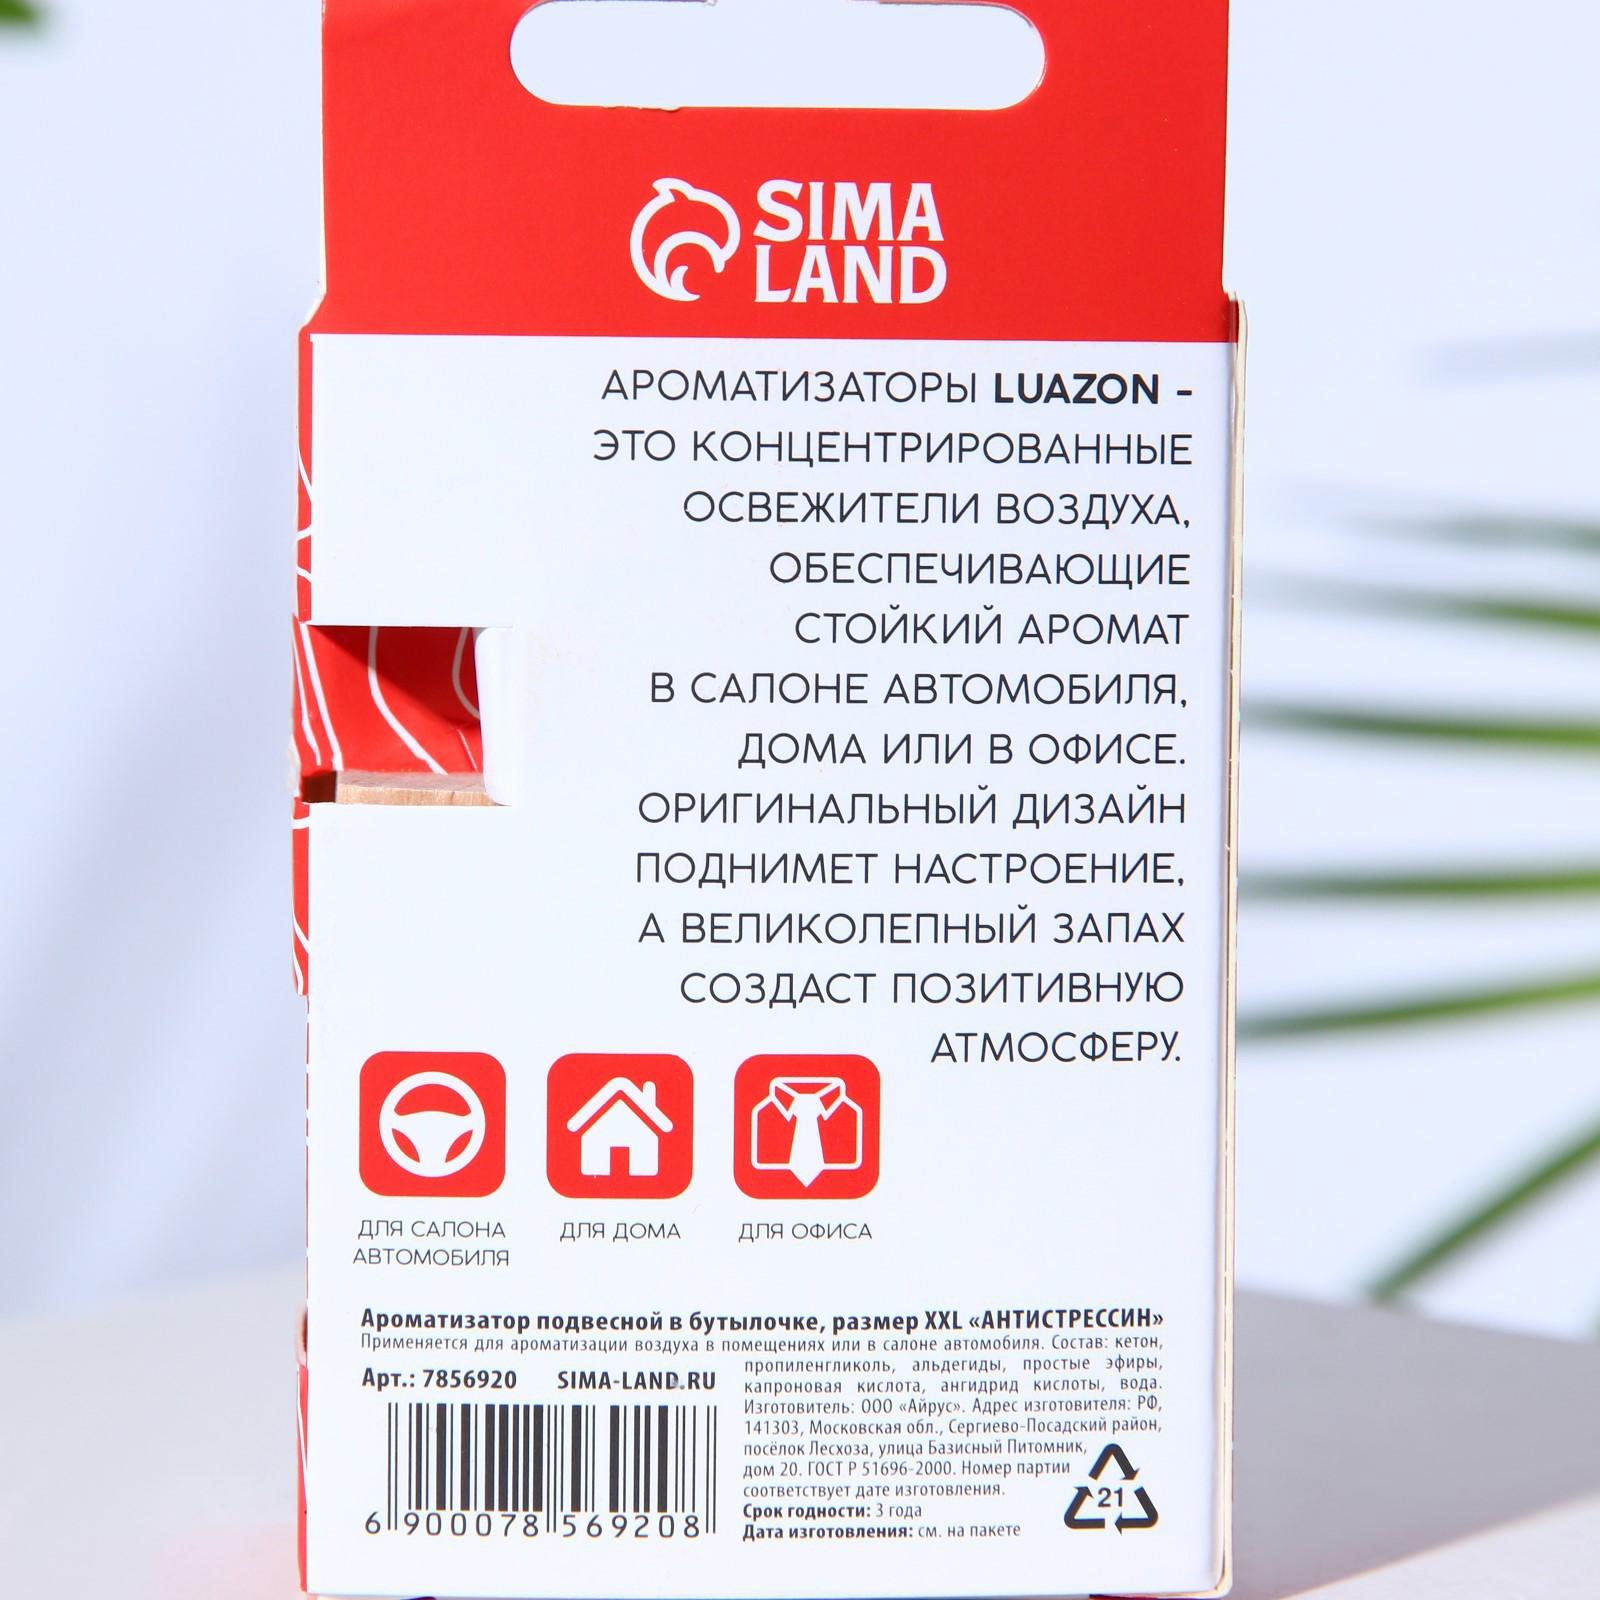 SIMA
LAND
АРОМАТИЗАТОРЫ LUAZON -
ЭТО КОНЦЕНТРИРОВАННЫЕ
ОСВЕЖИТЕЛИ ВОЗДУХА,
ОБЕСПЕЧИВАЮЩИЕ
СТОЙКИЙ АРОМАТ
В САЛОНЕ АВТОМОБИЛЯ,
ДОМА ИЛИ В ОФИСЕ.
ОРИГИНАЛЬНЫЙ ДИЗАЙН
ПОДНИМЕТ НАСТРОЕНИЕ,
А ВЕЛИКОЛЕПНЫЙ ЗАПАХ
СОЗДАСТ ПОЗИТИВНУЮ
АТМОСФЕРУ.
ДЛЯ САЛОНА
АВТОМОБИЛЯ
ДЛЯ ДОМА
ДЛЯ ОФИСА
Ароматизатор подвесной в бутылочке, размер XXL «АНТИСТРЕССИН»
Применяется для ароматизации воздуха в помещениях или в салоне автомобиля. Состав: кетон,
пропиленгликоль, альдегиды, простые эфиры,
капроновая кислота, ангидрид кислоты, вода.
Изготовитель: ООО «Айрус». Адрес изготовителя: РФ,
141303, Московская обл., Сергиево-Посадский район,
посёлок Лесхоза, улица Базисный Питомник,
дом 20. ГОСТ Р 51696-2000. Номер партии
соответствует дате изготовления.
Срок годности: 3 года
Дата изготовления: см. на пакете
Арт.: 7856920 SIMA-LAND.RU
6 900078 569208
21